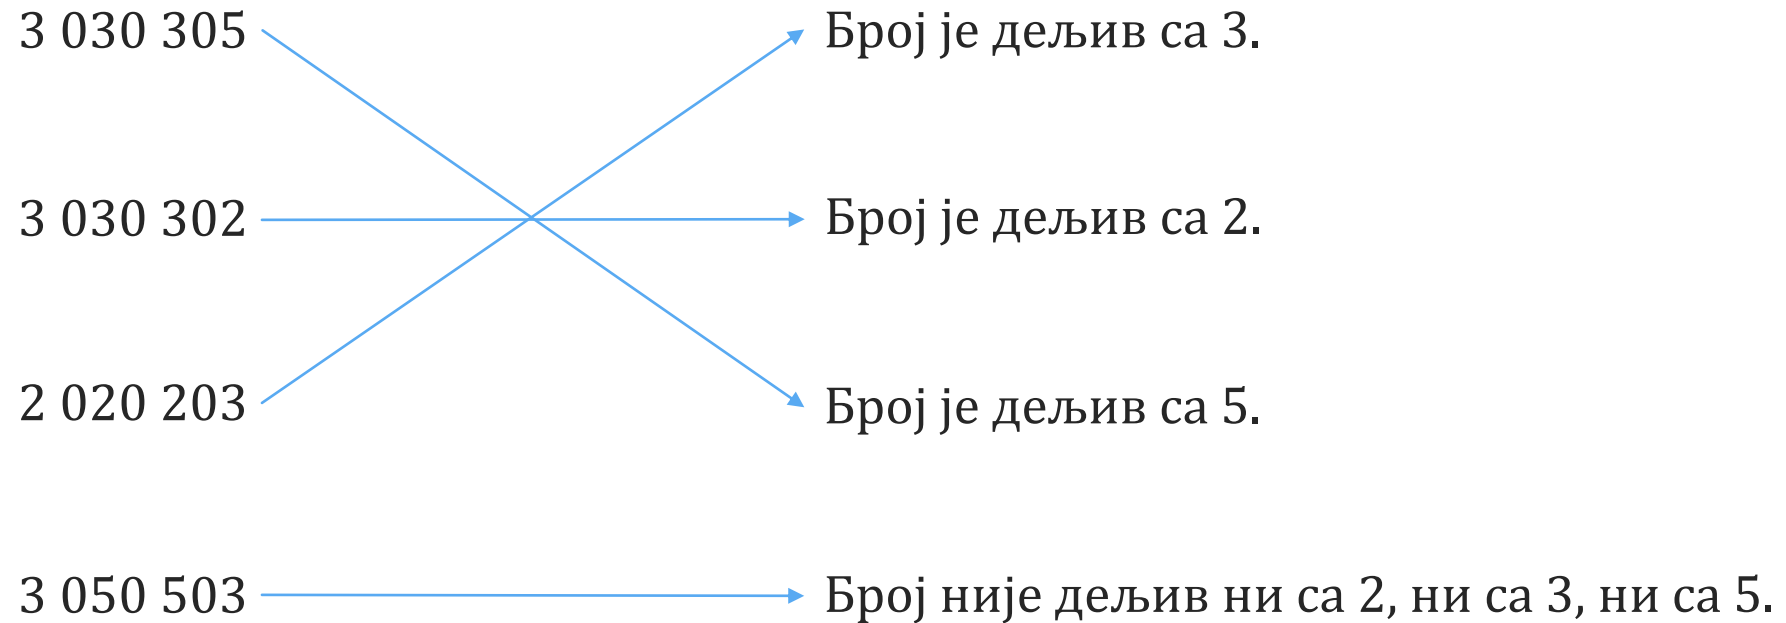 3 030 305 Број је дељив са 3.
3 030 302 Број је дељив са 2.
2 020 203 Број је дељив са 5.
3 050 503 Број није дељив ни са 2, ни са 3, ни са 5.